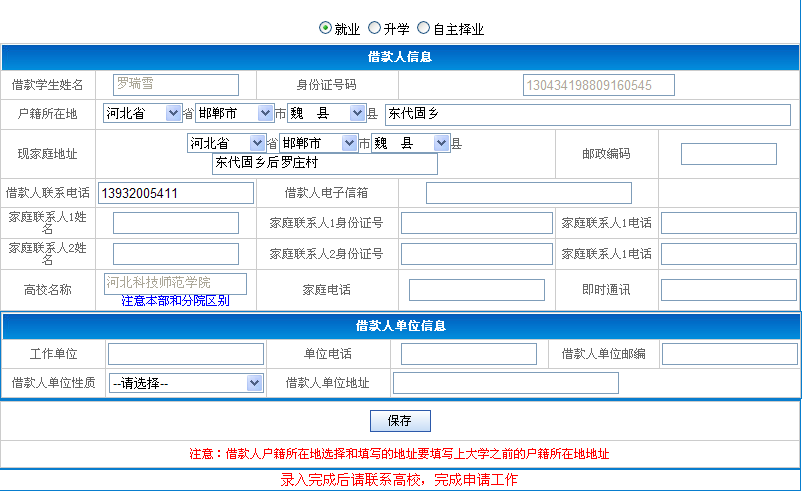 就业 升学 自主择业
借款人信息
借款学生姓名 罗瑞雪 身份证号码 130434198809160545
户籍所在地 河北省 省 邯郸市 市 魏 县 县 东代固乡
现家庭地址 河北省 省 邯郸市 市 魏 县 县 邮政编码
东代固乡后罗庄村
借款人联系电话 13932005411 借款人电子信箱
家庭联系人1姓名 家庭联系人1身份证号 家庭联系人1电话
家庭联系人2姓名 家庭联系人2身份证号 家庭联系人1电话
高校名称 河北科技师范学院 家庭电话 即时通讯
注意本部和分院区别
借款人单位信息
工作单位 单位电话 借款人单位邮编
借款人单位性质 --请选择-- 借款人单位地址
保存
注意：借款人户籍所在地选择和填写的地址要填写上大学之前的户籍所在地地址
录入完成后请联系高校，完成申请工作